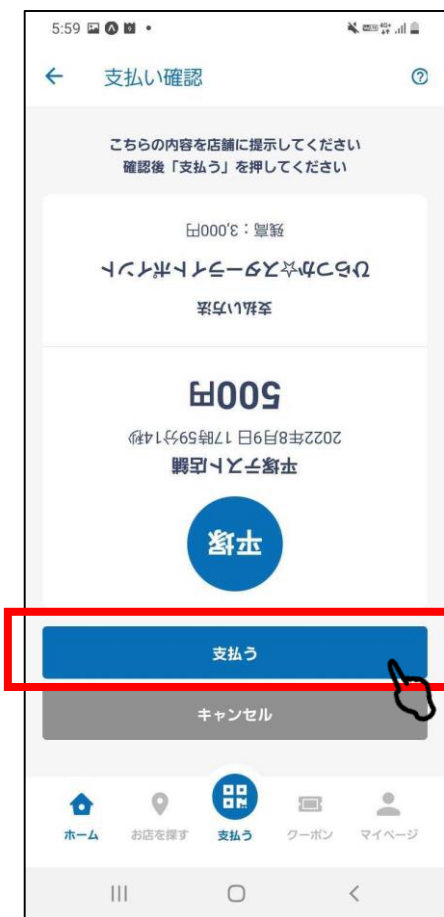 5:59
支払い確認
こちらの内容を店舗に提示してください
確認後「支払う」を押してください
平塚
平塚テスト店舗
2022年8月9日 17時59分14秒
500円
支払い方法
ひらつか☆スターライトポイント
残高：3,000円
支払う
キャンセル
ホーム
お店を探す
支払う
クーポン
マイページ